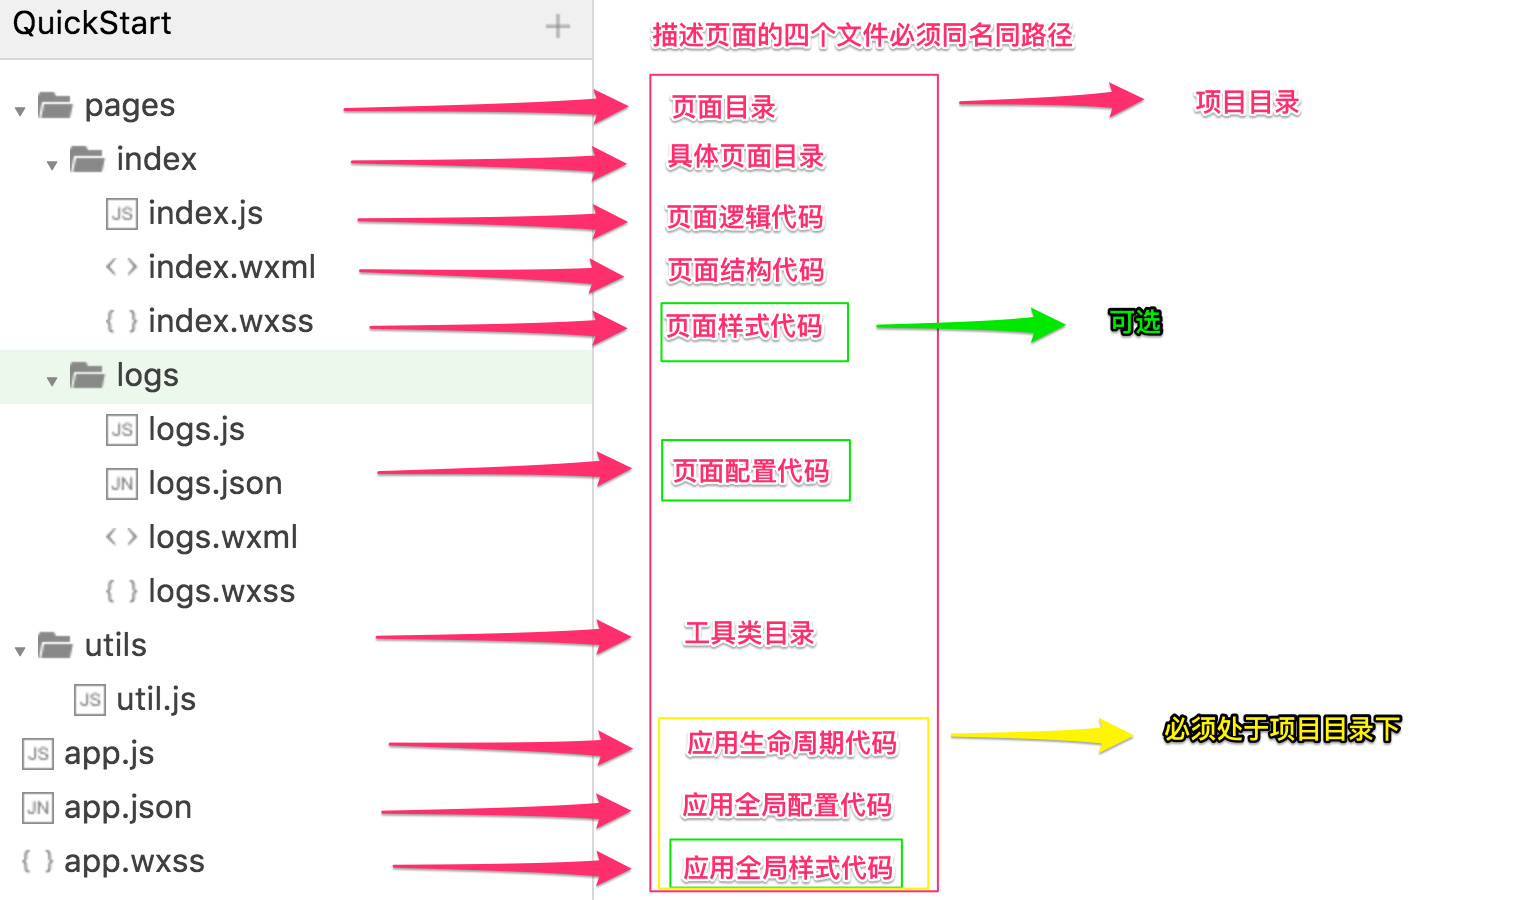 QuickStart
描述页面的四个文件必须同名同路径
pages
页面目录
项目目录
index
具体页面目录
JS index.js
页面逻辑代码
< > index.wxml
页面结构代码
{ } index.wxss
页面样式代码
可选
logs
JS logs.js
页面配置代码
JN logs.json
< > logs.wxml
{ } logs.wxss
utils
工具类目录
JS util.js
JS app.js
应用生命周期代码
必须处于项目目录下
JN app.json
应用全局配置代码
{ } app.wxss
应用全局样式代码